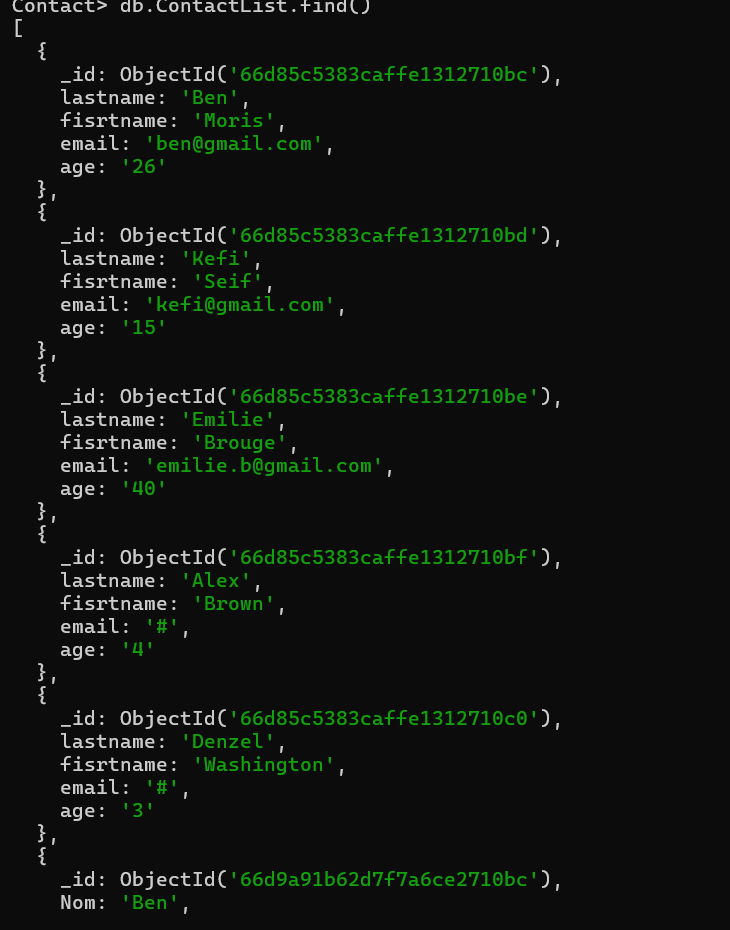 Contact> db.ContactList.find()
[
  {
    _id: ObjectId('66d85c5383caffe1312710bc'),
    lastname: 'Ben',
    fisrtname: 'Moris',
    email: 'ben@gmail.com',
    age: '26'
  },
  {
    _id: ObjectId('66d85c5383caffe1312710bd'),
    lastname: 'Kefi',
    fisrtname: 'Seif',
    email: 'kefi@gmail.com',
    age: '15'
  },
  {
    _id: ObjectId('66d85c5383caffe1312710be'),
    lastname: 'Emilie',
    fisrtname: 'Brouge',
    email: 'emilie.b@gmail.com',
    age: '40'
  },
  {
    _id: ObjectId('66d85c5383caffe1312710bf'),
    lastname: 'Alex',
    fisrtname: 'Brown',
    email: '#',
    age: '4'
  },
  {
    _id: ObjectId('66d85c5383caffe1312710c0'),
    lastname: 'Denzel',
    fisrtname: 'Washington',
    email: '#',
    age: '3'
  },
  {
    _id: ObjectId('66d9a91b62d7f7a6ce2710bc'),
    Nom: 'Ben',